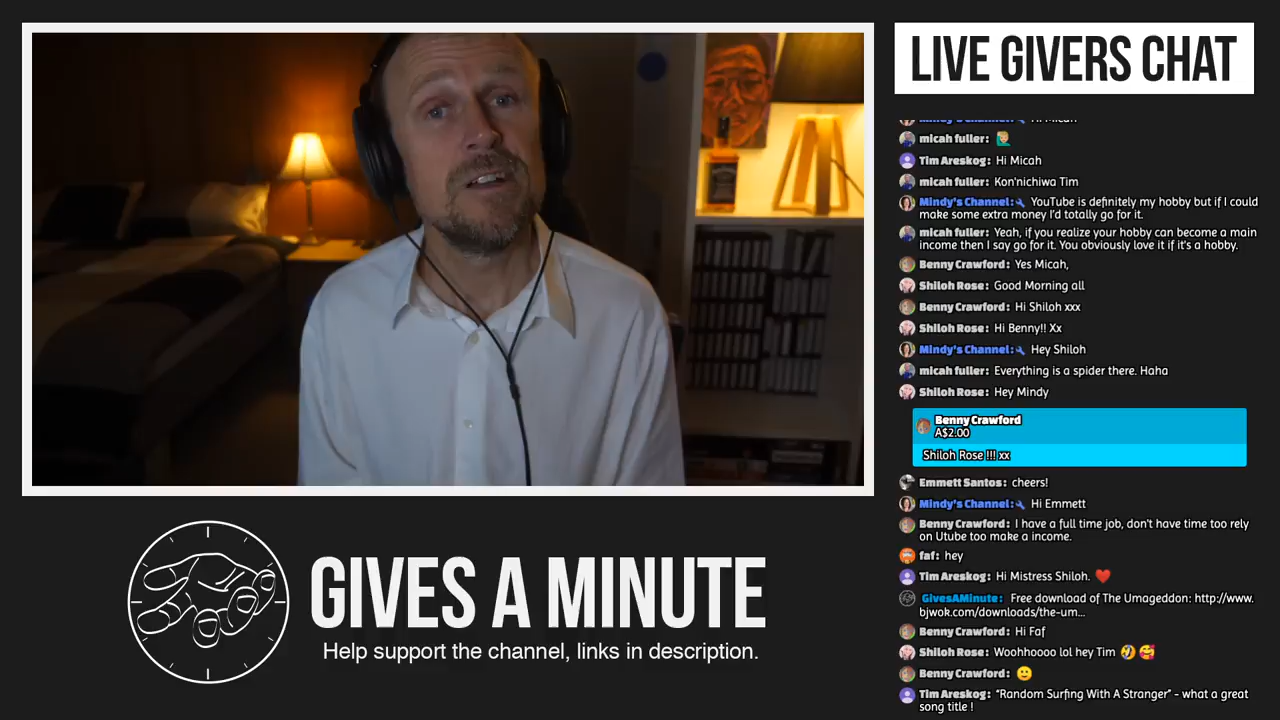 LIVE GIVERS CHAT
Mindy's Channel: Hi Micah
micah fuller: 🙋🏼‍♂️
Tim Areskog: Hi Micah
micah fuller: Kon'nichiwa Tim
Mindy's Channel: YouTube is definitely my hobby but if I could
make some extra money I'd totally go for it.
micah fuller: Yeah, if you realize your hobby can become a main
income then I say go for it. You obviously love it if it's a hobby.
Benny Crawford: Yes Micah,
Shiloh Rose: Good Morning all
Benny Crawford: Hi Shiloh xxx
Shiloh Rose: Hi Benny!! Xx
Mindy's Channel: Hey Shiloh
micah fuller: Everything is a spider there. Haha
Shiloh Rose: Hey Mindy
Benny Crawford
A$2.00
Shiloh Rose !!! xx
Emmett Santos: cheers!
Mindy's Channel: Hi Emmett
Benny Crawford: I have a full time job, don't have time too rely
on Utube too make a income.
faf: hey
Tim Areskog: Hi Mistress Shiloh. ❤️
GivesAMinute: Free download of The Umageddon: http://www.
bjwok.com/downloads/the-um...
Benny Crawford: Hi Faf
Shiloh Rose: Woohhoooo lol hey Tim 🤣🥰
Benny Crawford: 🙂
Tim Areskog: "Random Surfing With A Stranger" - what a great
song title !
GIVES A MINUTE
Help support the channel, links in description.